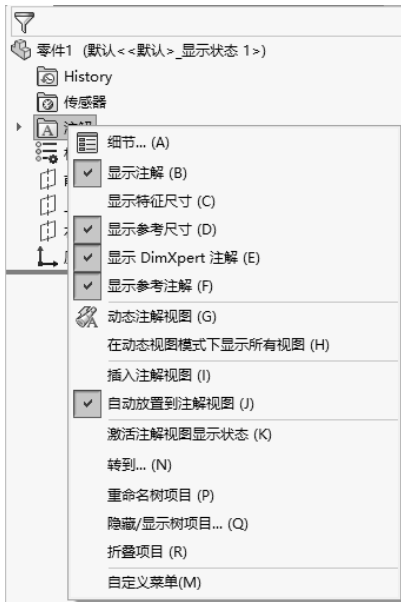 零件1 (默认<<默认>_显示状态 1>)
History
传感器
细节... (A)
显示注解 (B)
显示特征尺寸 (C)
显示参考尺寸 (D)
显示 DimXpert 注解 (E)
显示参考注解 (F)
动态注解视图 (G)
在动态视图模式下显示所有视图 (H)
插入注解视图 (I)
自动放置到注解视图 (J)
激活注解视图显示状态 (K)
转到... (N)
重命名树项目 (P)
隐藏/显示树项目... (Q)
折叠项目 (R)
自定义菜单(M)